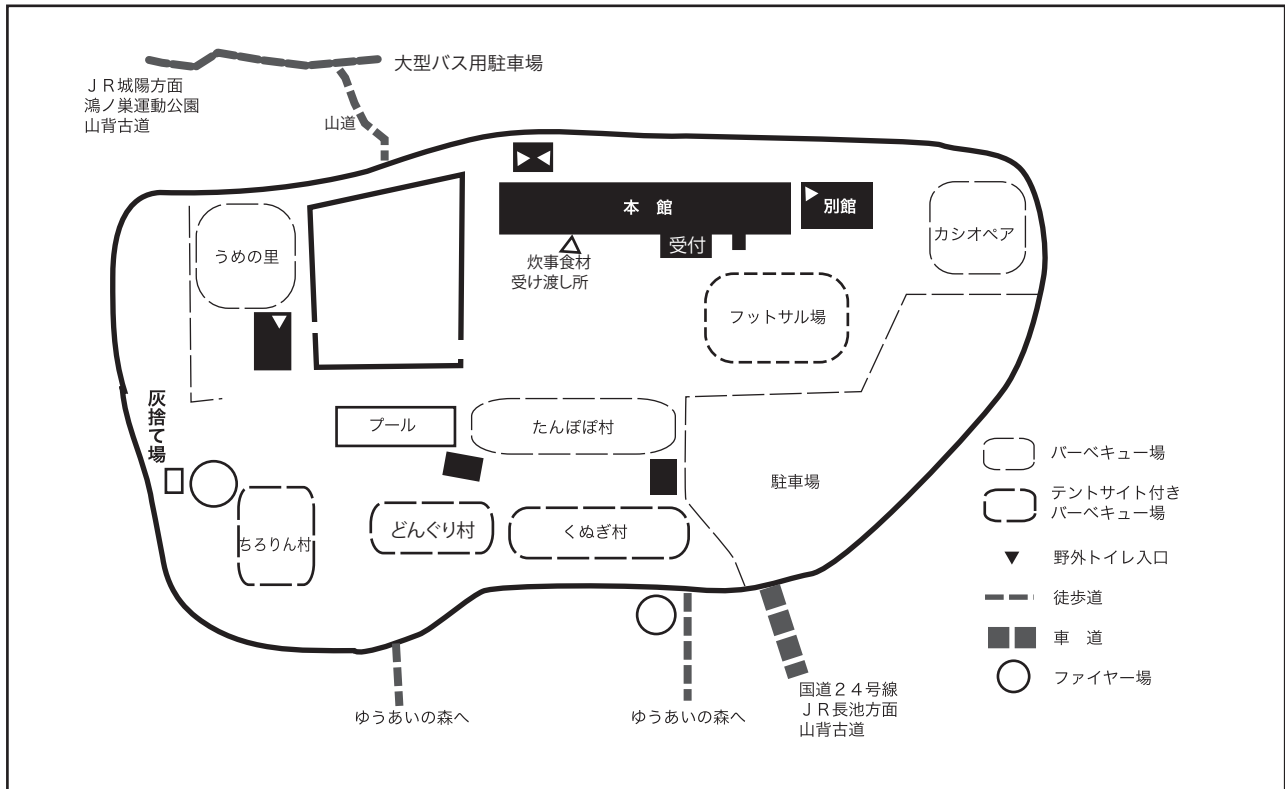 大型バス用駐車場
ＪＲ城陽方面
鴻ノ巣運動公園
山背古道
山道
本　館
別館
受付
炊事食材
受け渡し所
カシオペア
うめの里
フットサル場
灰捨て場
プール
たんぽぽ村
駐車場
ちろりん村
どんぐり村
くぬぎ村
バーベキュー場
テントサイト付き
バーベキュー場
野外トイレ入口
徒歩道
車　道
ファイヤー場
ゆうあいの森へ
ゆうあいの森へ
国道２４号線
ＪＲ長池方面
山背古道